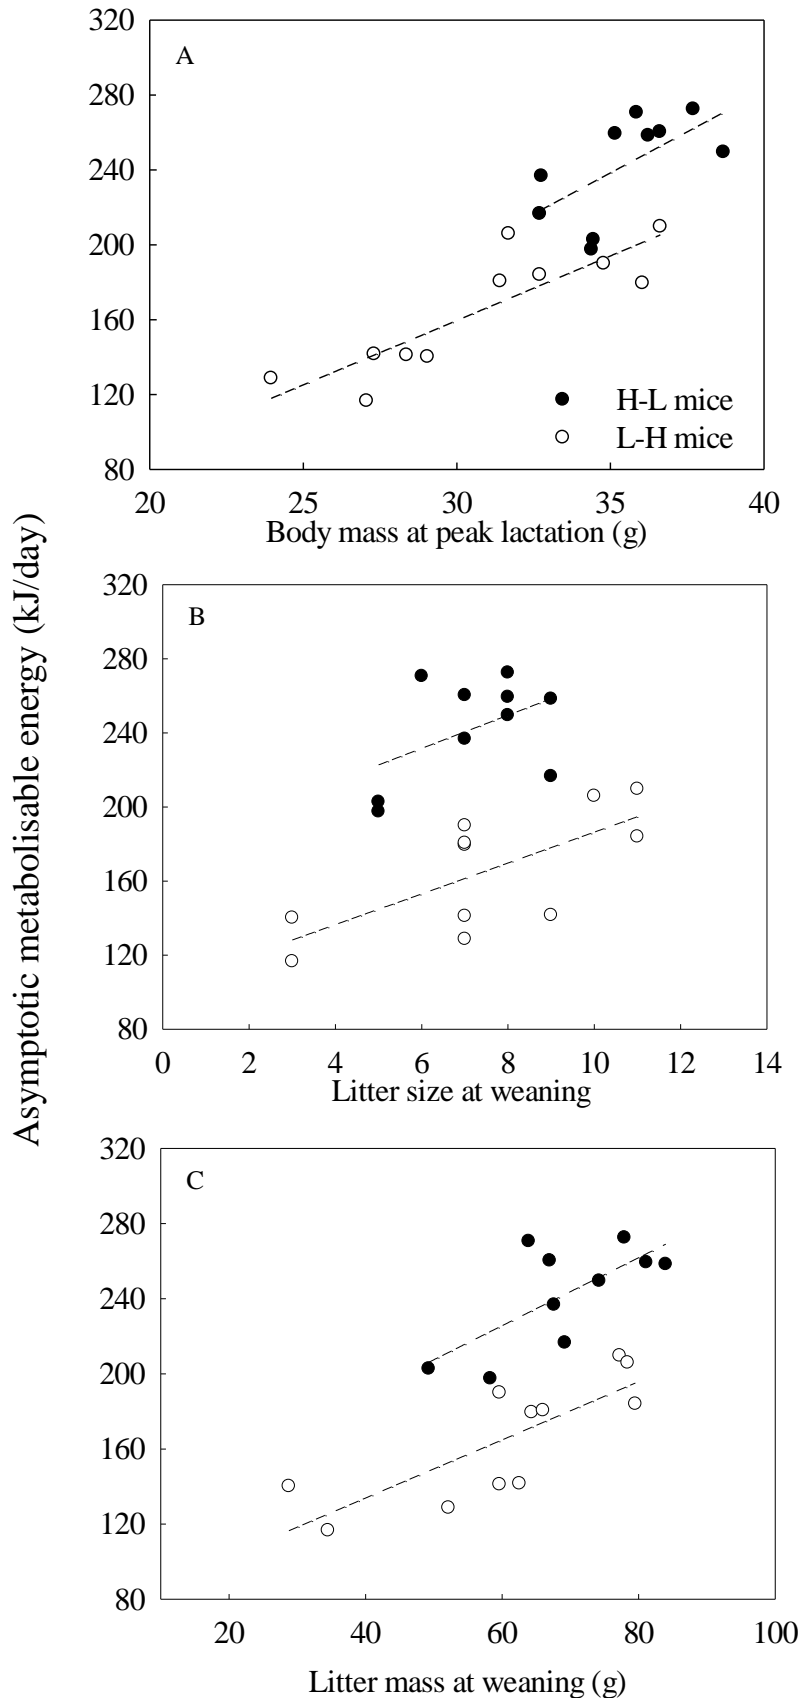 320
A
280
240
200
160
120
80
H-L mice
L-H mice
20 25 30 35 40
Body mass at peak lactation (g)
Asymptotic metabolisable energy (kJ/day)
320
B
280
240
200
160
120
80
0 2 4 6 8 10 12 14
Litter size at weaning
320
C
280
240
200
160
120
80
20 40 60 80 100
Litter mass at weaning (g)